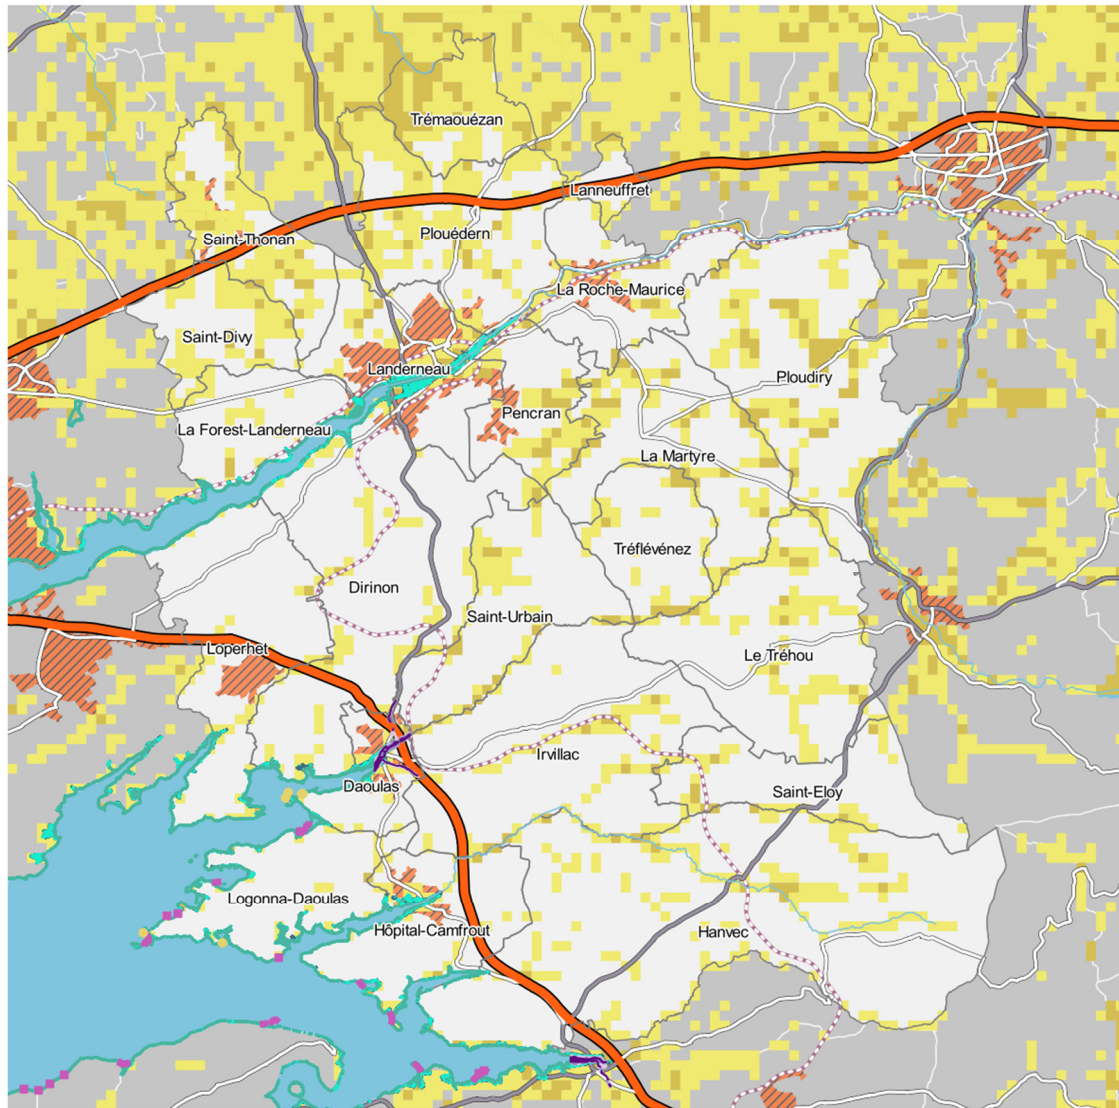 Trémaouézan
Lanneuffret
Saint-Thonan
Plouédern
La Roche-Maurice
Saint-Divy
Landerneau
Ploudiry
Pencran
La Forest-Landerneau
La Martyre
Tréflévénez
Dirinon
Saint-Urbain
Loperhet
Le Tréhou
Irvillac
Daoulas
Saint-Eloy
Logonna-Daoulas
Hôpital-Camfrout
Hanvec